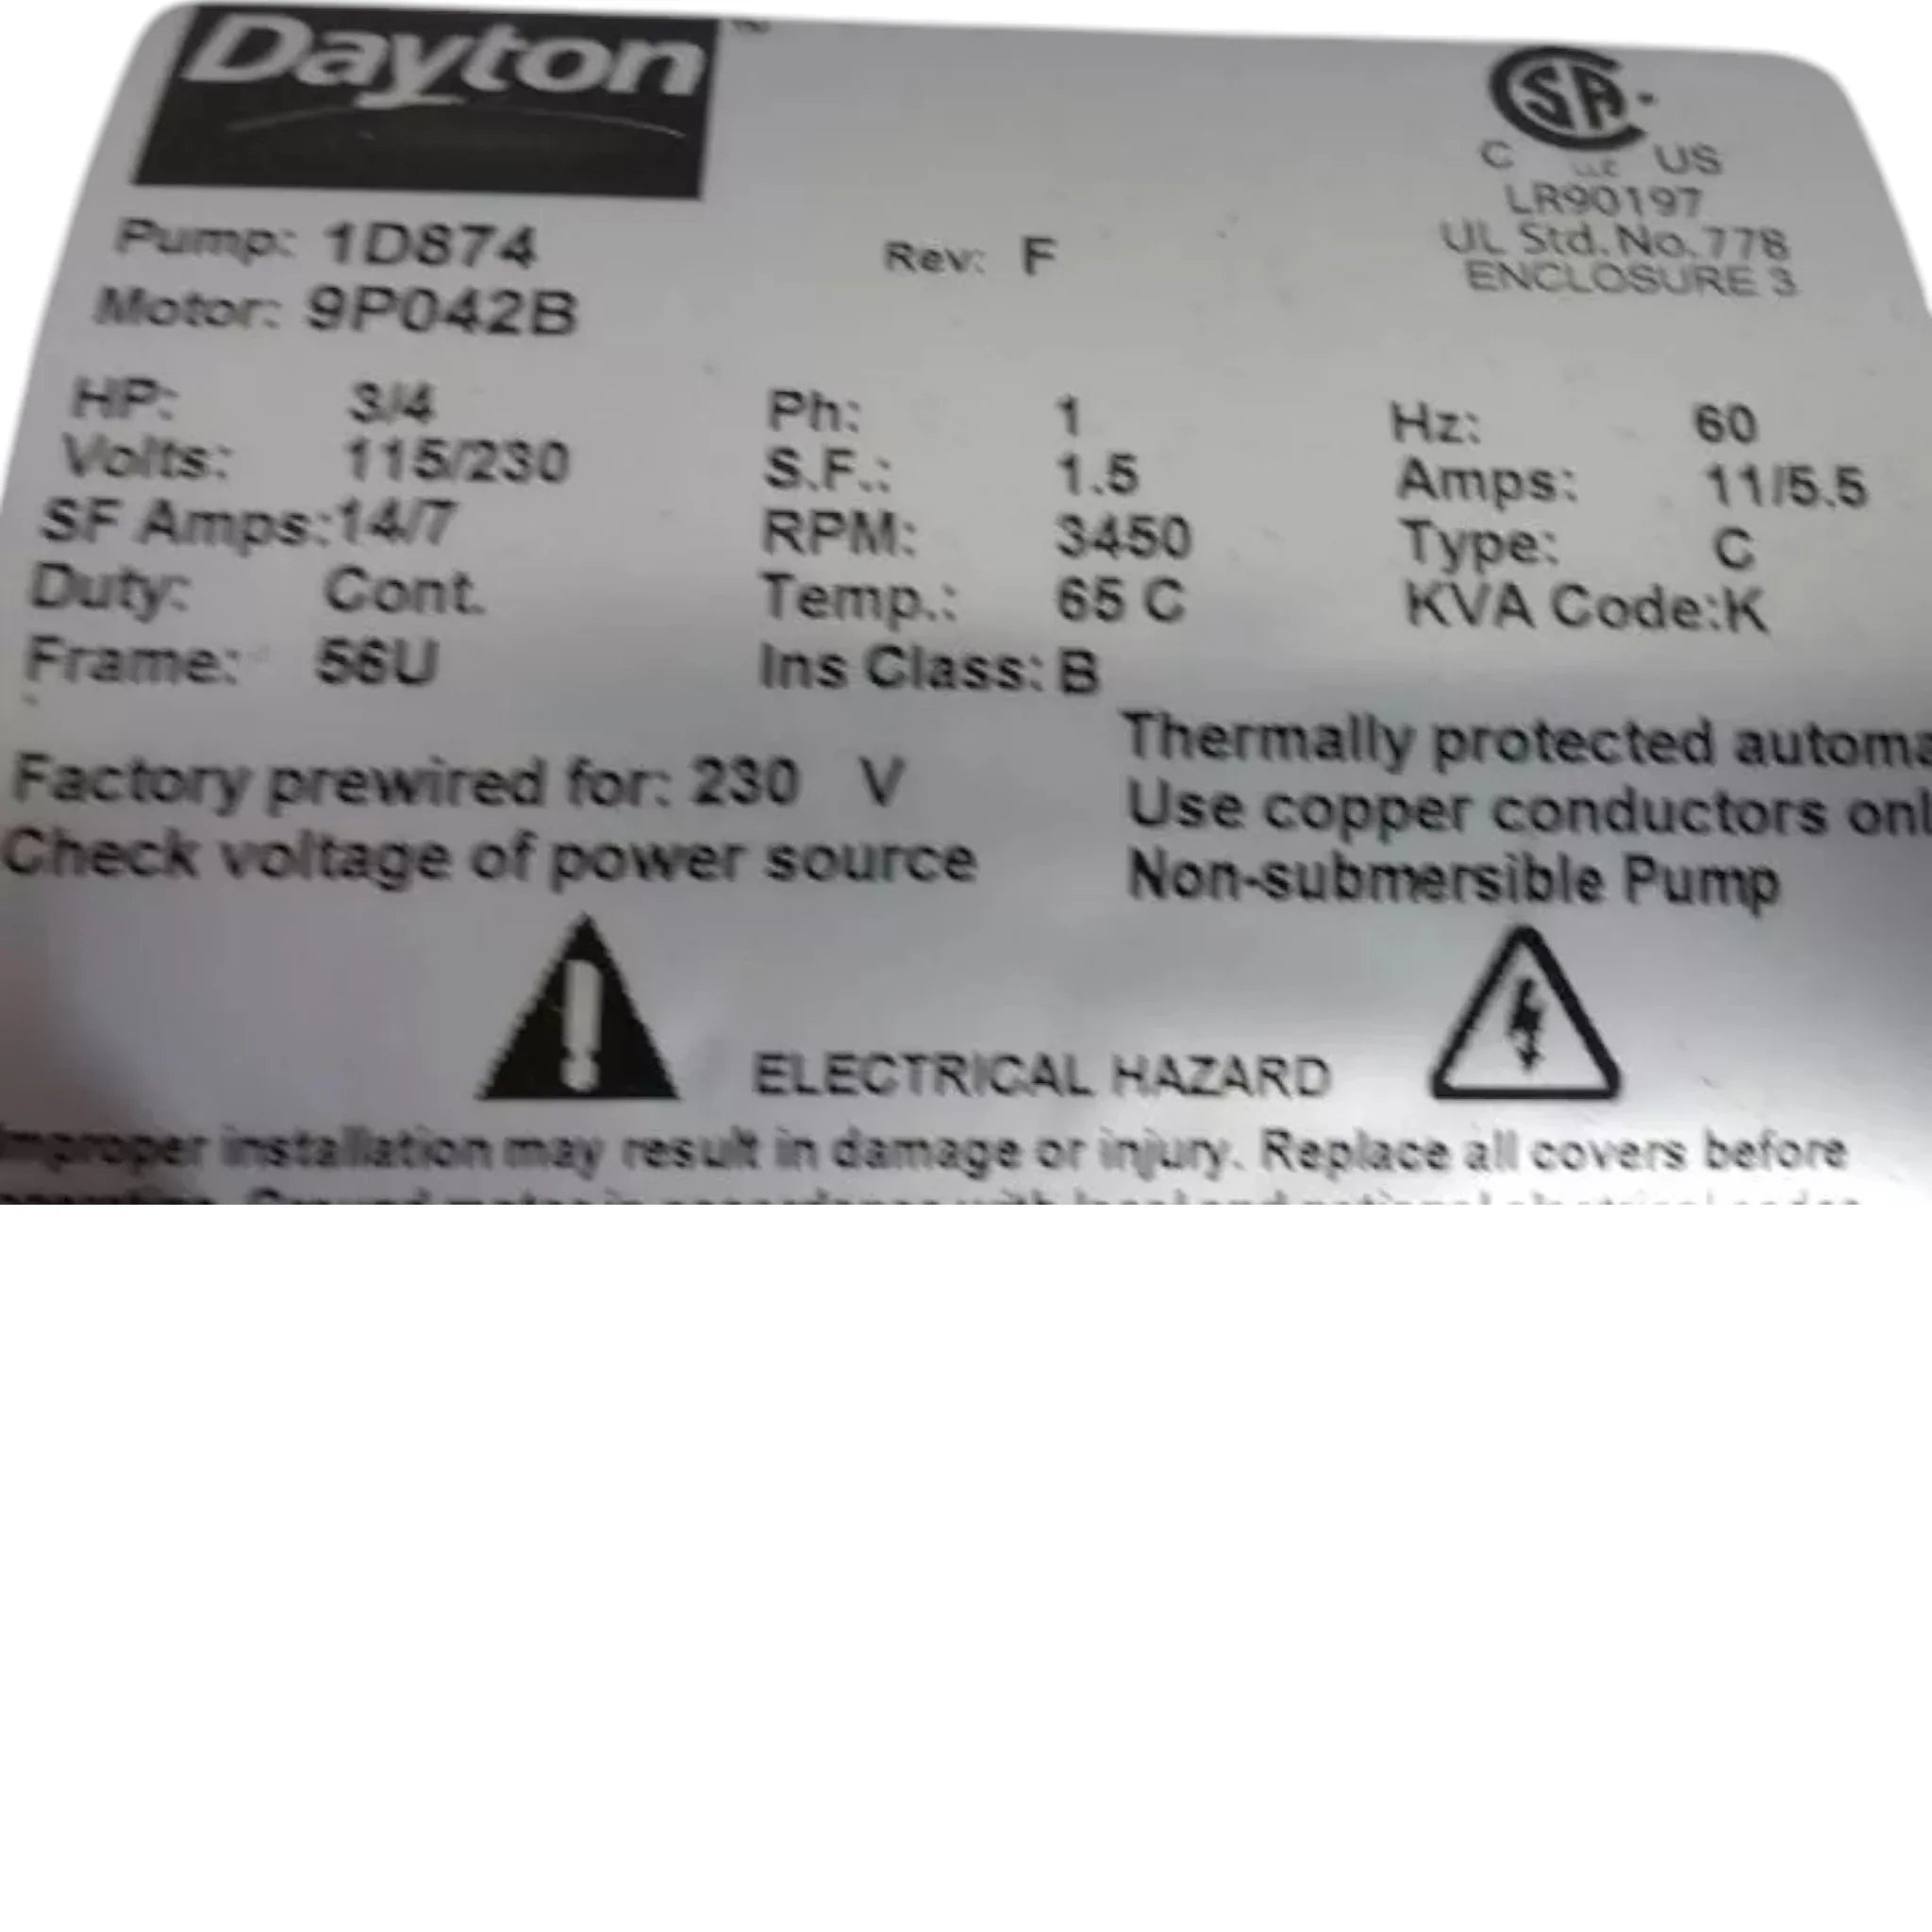 Dayton
C US
LR90197
UL Std. No. 778
ENCLOSURE 3
Pump: 1D874 Rev: F
Motor: 9P042B
HP: 3/4 Ph: 1 Hz: 60
Volts: 115/230 S.F.: 1.5 Amps: 11/5.5
SF Amps:14/7 RPM: 3450 Type: C
Duty: Cont. Temp.: 65 C KVA Code:K
Frame: 56U Ins Class: B
Factory prewired for: 230 V
Check voltage of power source
Thermally protected automa
Use copper conductors onl
Non-submersible Pump
ELECTRICAL HAZARD
Improper installation may result in damage or injury. Replace all covers before